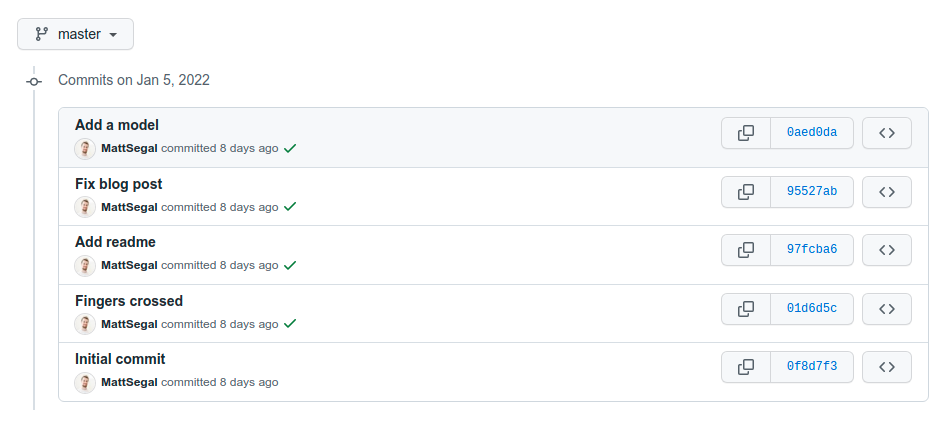 master
Commits on Jan 5, 2022
Add a model
MattSegal committed 8 days ago
0aed0da
Fix blog post
MattSegal committed 8 days ago
95527ab
Add readme
MattSegal committed 8 days ago
97fcba6
Fingers crossed
MattSegal committed 8 days ago
01d6d5c
Initial commit
MattSegal committed 8 days ago
0f8d7f3